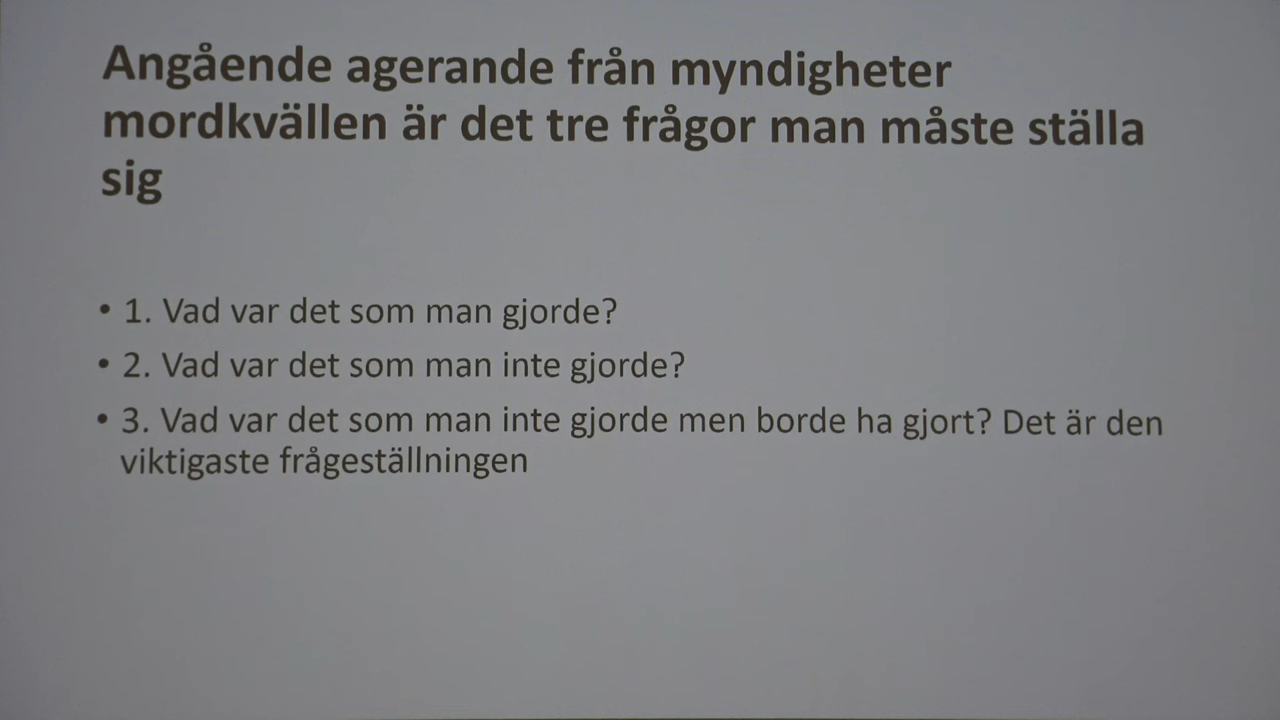 Angående agerande från myndigheter
mordkvällen är det tre frågor man måste ställa
sig
• 1. Vad var det som man gjorde?
• 2. Vad var det som man inte gjorde?
• 3. Vad var det som man inte gjorde men borde ha gjort? Det är den
viktigaste frågeställningen